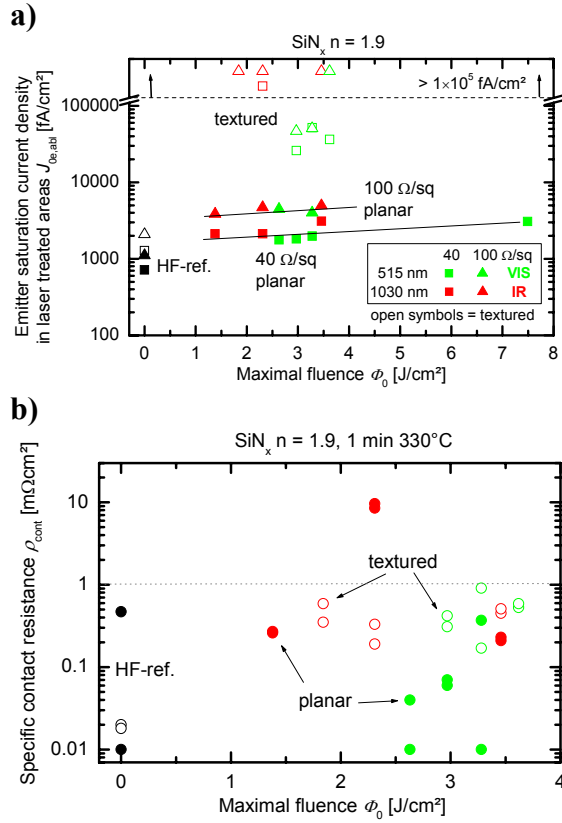 a)
SiNx n = 1.9
Emitter saturation current density
in laser treated areas J0e,abl [fA/cm²]
> 1×10⁵ fA/cm²
100000
textured
10000
100 Ω/sq
planar
1000
HF-ref.
40 Ω/sq
planar
40 100 Ω/sq
515 nm VIS
1030 nm IR
open symbols = textured
100
0 1 2 3 4 5 6 7 8
Maximal fluence Φ0 [J/cm²]
b)
SiNx n = 1.9, 1 min 330°C
Specific contact resistance ρcont [mΩcm²]
10
textured
1
HF-ref.
0.1
planar
0.01
0 1 2 3 4
Maximal fluence Φ0 [J/cm²]